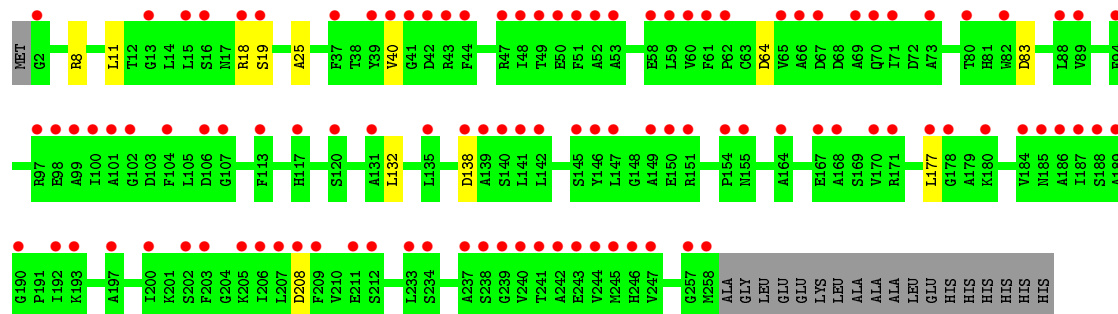 MET G2 R8 L11 T12 G13 L14 L15 S16 N17 R18 S19 A25 F37 T38 Y39 V40 G41 D42 R43 F44 R47 I48 T49 E50 F51 A52 A53 E58 L59 V60 F61 P62 C63 D64 V65 A66 D67 D68 A69 Q70 I71 D72 A73 T80 H81 W82 D83 L88 V89 E94
R97 E98 A99 I100 A101 G102 D103 F104 L105 D106 G107 F113 H117 S120 A131 L132 L135 D138 A139 S140 L141 L142 S145 Y146 L147 G148 A149 E150 R151 P154 N155 A164 E167 A168 S169 V170 R171 L177 G178 A179 K180 V184 N185 A186 I187 S188 A189
G190 P191 I192 K193 A197 I200 K201 S202 F203 G204 K205 I206 L207 D208 F209 V210 E211 S212 L233 S234 A237 S238 G239 V240 T241 A242 E243 V244 M245 H246 V247 G257 M258 ALA GLY LEU GLU GLU LYS LEU ALA ALA ALA LEU GLU HIS HIS HIS HIS HIS HIS